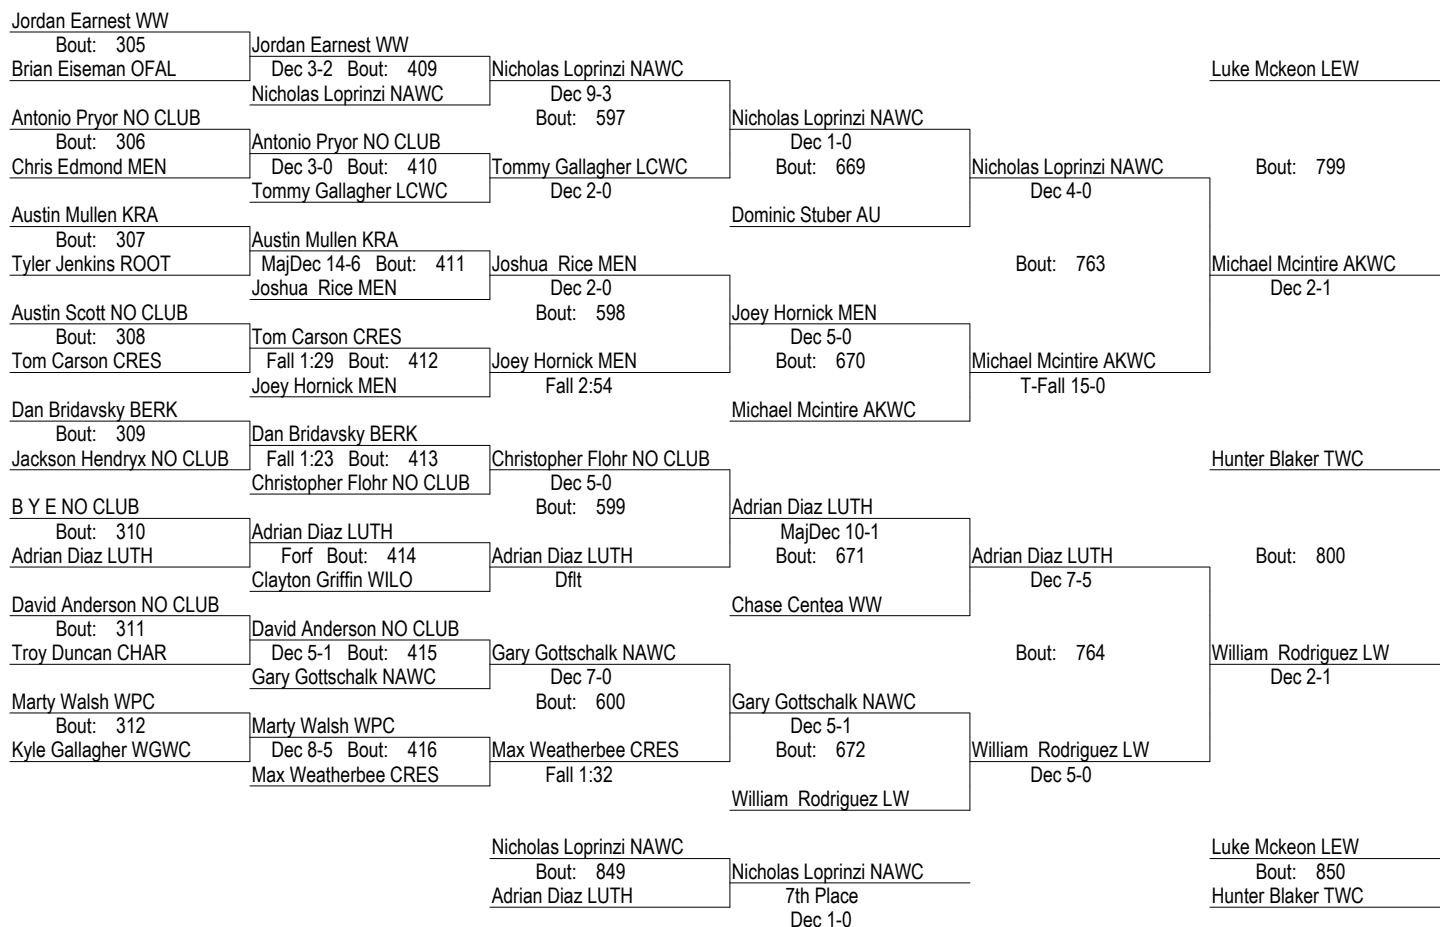 Jordan Earnest WW
Bout: 305 Jordan Earnest WW
Brian Eiseman OFAL Dec 3-2 Bout: 409 Nicholas Loprinzi NAWC Luke Mckeon LEW
Nicholas Loprinzi NAWC Dec 9-3
Antonio Pryor NO CLUB Bout: 597 Nicholas Loprinzi NAWC
Bout: 306 Antonio Pryor NO CLUB Dec 1-0
Chris Edmond MEN Dec 3-0 Bout: 410 Tommy Gallagher LCWC Bout: 669 Nicholas Loprinzi NAWC Bout: 799
Tommy Gallagher LCWC Dec 2-0 Dec 4-0
Austin Mullen KRA Dominic Stuber AU
Bout: 307 Austin Mullen KRA
Tyler Jenkins ROOT MajDec 14-6 Bout: 411 Joshua Rice MEN Bout: 763 Michael Mcintire AKWC
Joshua Rice MEN Dec 2-0 Dec 2-1
Austin Scott NO CLUB Bout: 598 Joey Hornick MEN
Bout: 308 Tom Carson CRES Dec 5-0
Tom Carson CRES Fall 1:29 Bout: 412 Joey Hornick MEN Bout: 670 Michael Mcintire AKWC
Joey Hornick MEN Fall 2:54 T-Fall 15-0
Dan Bridavsky BERK Michael Mcintire AKWC
Bout: 309 Dan Bridavsky BERK
Jackson Hendryx NO CLUB Fall 1:23 Bout: 413 Christopher Flohr NO CLUB Hunter Blaker TWC
Christopher Flohr NO CLUB Dec 5-0
B Y E NO CLUB Bout: 599 Adrian Diaz LUTH
Bout: 310 Adrian Diaz LUTH MajDec 10-1
Adrian Diaz LUTH Forf Bout: 414 Adrian Diaz LUTH Bout: 671 Adrian Diaz LUTH Bout: 800
Clayton Griffin WILO Dflt Dec 7-5
David Anderson NO CLUB Chase Centea WW
Bout: 311 David Anderson NO CLUB
Troy Duncan CHAR Dec 5-1 Bout: 415 Gary Gottschalk NAWC Bout: 764 William Rodriguez LW
Gary Gottschalk NAWC Dec 7-0 Dec 2-1
Marty Walsh WPC Bout: 600 Gary Gottschalk NAWC
Bout: 312 Marty Walsh WPC Dec 5-1
Kyle Gallagher WGWC Dec 8-5 Bout: 416 Max Weatherbee CRES Bout: 672 William Rodriguez LW
Max Weatherbee CRES Fall 1:32 Dec 5-0
William Rodriguez LW
Nicholas Loprinzi NAWC Luke Mckeon LEW
Bout: 849 Nicholas Loprinzi NAWC Bout: 850
Adrian Diaz LUTH 7th Place Hunter Blaker TWC
Dec 1-0